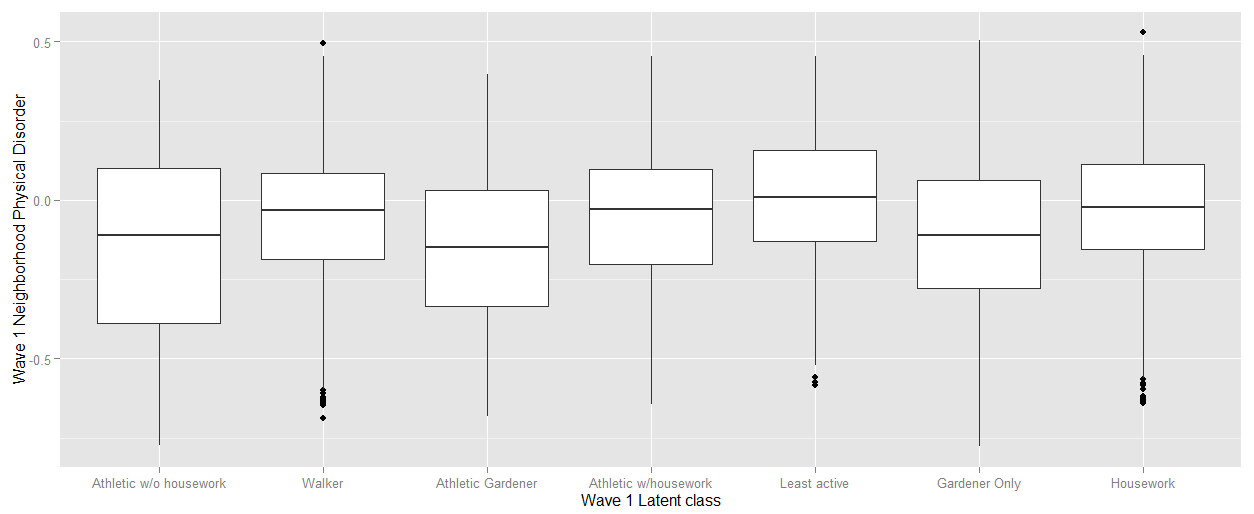 Wave 1 Neighborhood Physical Disorder
0.5
0.0
-0.5
Athletic w/o housework
Walker
Athletic Gardener
Athletic w/housework
Least active
Gardener Only
Housework
Wave 1 Latent class